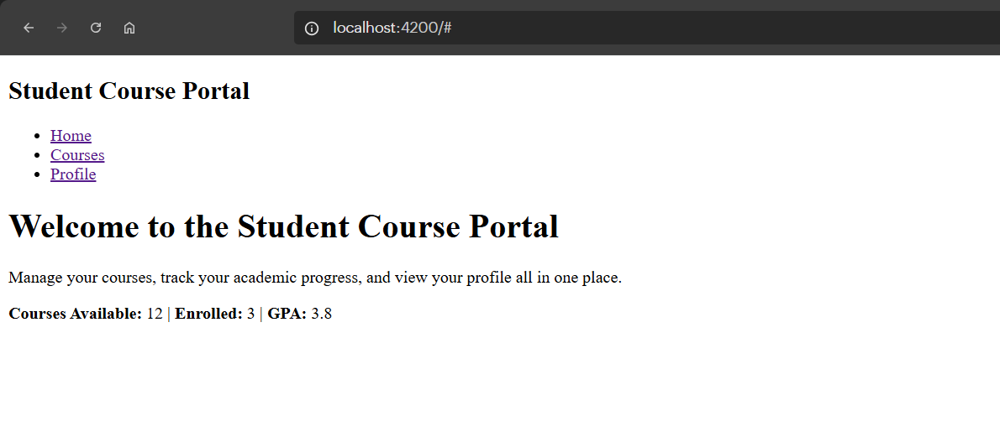 localhost:4200/#
Student Course Portal
Home
Courses
Profile
Welcome to the Student Course Portal
Manage your courses, track your academic progress, and view your profile all in one place.
Courses Available: 12 | Enrolled: 3 | GPA: 3.8